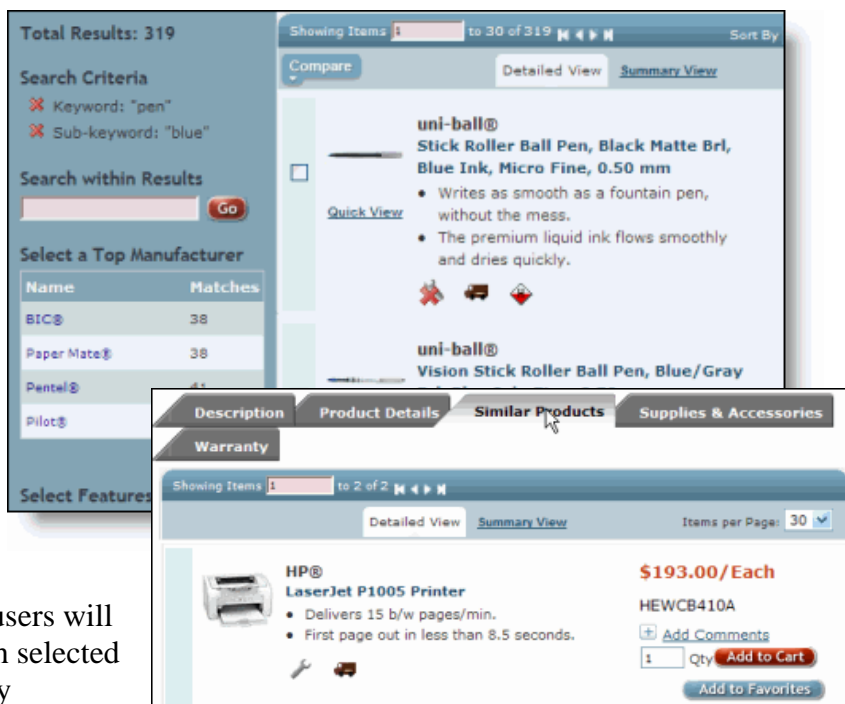 Total Results: 319
Search Criteria
Keyword: "pen"
Sub-keyword: "blue"
Search within Results
Go
Select a Top Manufacturer
Name Matches
BIC® 38
Paper Mate® 38
Pentel® 41
Pilot®
Select Features
Showing Items 1 to 30 of 319 Sort By
Compare
Detailed View Summary View
uni-ball®
Stick Roller Ball Pen, Black Matte Brl,
Blue Ink, Micro Fine, 0.50 mm
• Writes as smooth as a fountain pen,
without the mess.
• The premium liquid ink flows smoothly
and dries quickly.
Quick View
uni-ball®
Vision Stick Roller Ball Pen, Blue/Gray
Description Product Details Similar Products Supplies & Accessories
Warranty
Showing Items 1 to 2 of 2
Detailed View Summary View Items per Page: 30
HP®
LaserJet P1005 Printer
• Delivers 15 b/w pages/min.
• First page out in less than 8.5 seconds.
$193.00/Each
HEWCB410A
Add Comments
1 Qty Add to Cart
Add to Favorites
users will
n selected
y